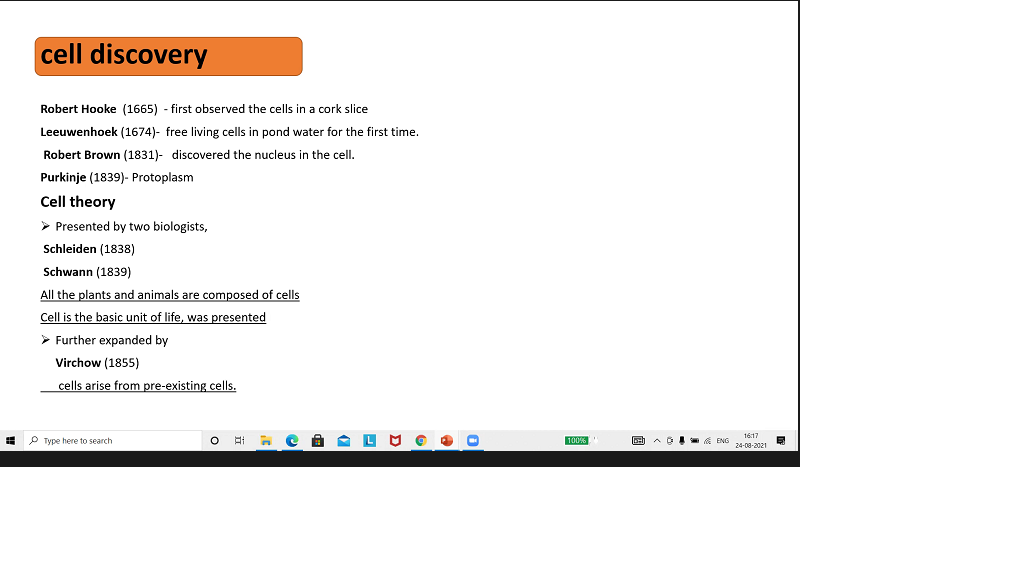 cell discovery
Robert Hooke (1665) - first observed the cells in a cork slice
Leeuwenhoek (1674)- free living cells in pond water for the first time.
Robert Brown (1831)- discovered the nucleus in the cell.
Purkinje (1839)- Protoplasm
Cell theory
➢ Presented by two biologists,
Schleiden (1838)
Schwann (1839)
All the plants and animals are composed of cells
Cell is the basic unit of life, was presented
➢ Further expanded by
Virchow (1855)
cells arise from pre-existing cells.
Type here to search
100%
ENG
16:17
24-08-2021